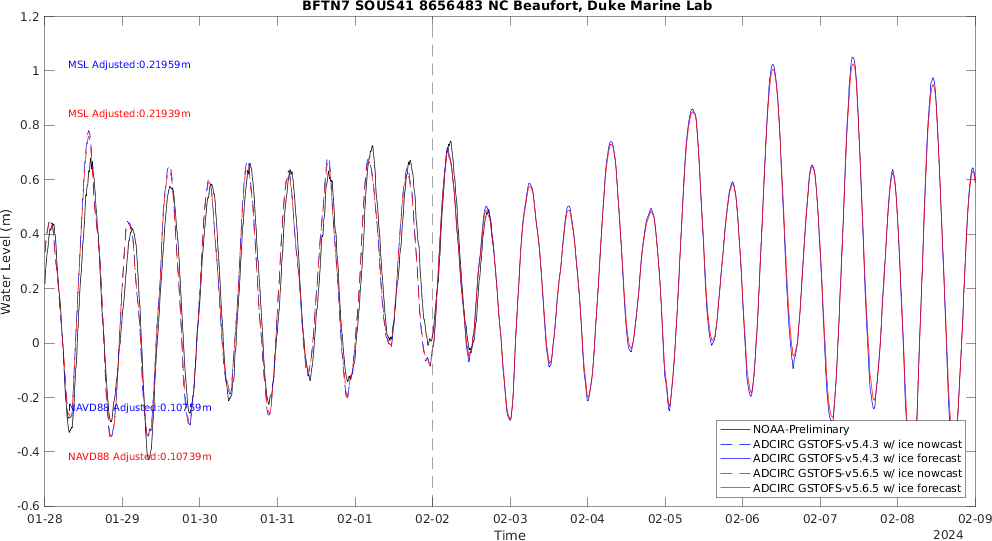 BFTN7 SOUS41 8656483 NC Beaufort, Duke Marine Lab
1.2
1
0.8
0.6
0.4
0.2
0
-0.2
-0.4
-0.6
Water Level (m)
MSL Adjusted:0.21959m
MSL Adjusted:0.21939m
NAVD88 Adjusted:0.10759m
NAVD88 Adjusted:0.10739m
NOAA-Preliminary
ADCIRC GSTOFS-v5.4.3 w/ ice nowcast
ADCIRC GSTOFS-v5.4.3 w/ ice forecast
ADCIRC GSTOFS-v5.6.5 w/ ice nowcast
ADCIRC GSTOFS-v5.6.5 w/ ice forecast
01-28 01-29 01-30 01-31 02-01 02-02 02-03 02-04 02-05 02-06 02-07 02-08 02-09
Time
2024